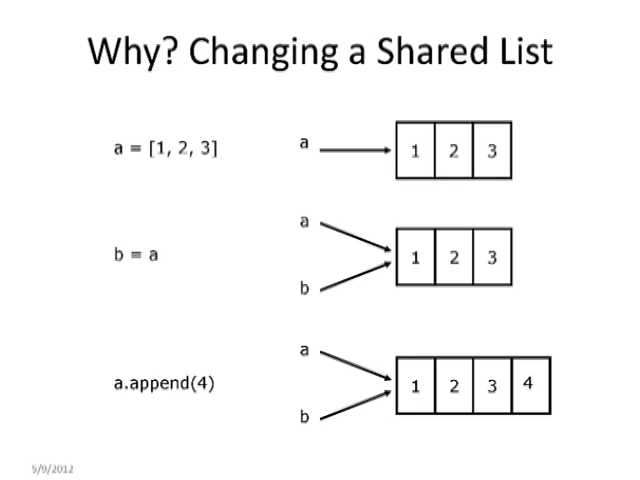 Why? Changing a Shared List
a = [1, 2, 3]
a
1 2 3
a
b = a
1 2 3
b
a
a.append(4)
1 2 3 4
b
5/9/2012